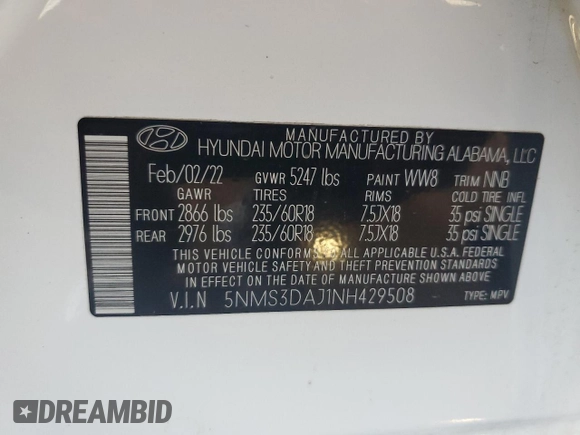 MANUFACTURED BY
HYUNDAI MOTOR MANUFACTURING ALABAMA, LLC
Feb/02/22 GVWR 5247 lbs PAINT WW8 TRIM NNB
GAWR TIRES RIMS COLD TIRE INFL
FRONT 2866 lbs 235/60R18 7.5JX18 35 psi SINGLE
REAR 2976 lbs 235/60R18 7.5JX18 35 psi SINGLE
THIS VEHICLE CONFORMS TO ALL APPLICABLE U.S.A. FEDERAL
MOTOR VEHICLE SAFETY AND THEFT PREVENTION STANDARDS
IN EFFECT ON THE DATE OF MANUFACTURE SHOWN ABOVE.
V.I.N 5NMS3DAJ1NH429508 TYPE: MPV
DREAMBID